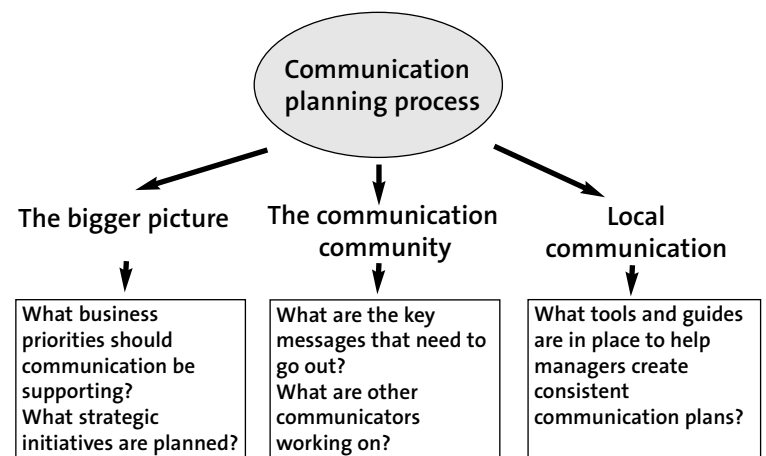 Communication
planning process
The bigger picture
The communication
community
Local
communication
What business
priorities should
communication be
supporting?
What strategic
initiatives are planned?
What are the key
messages that need to
go out?
What are other
communicators
working on?
What tools and guides
are in place to help
managers create
consistent
communication plans?